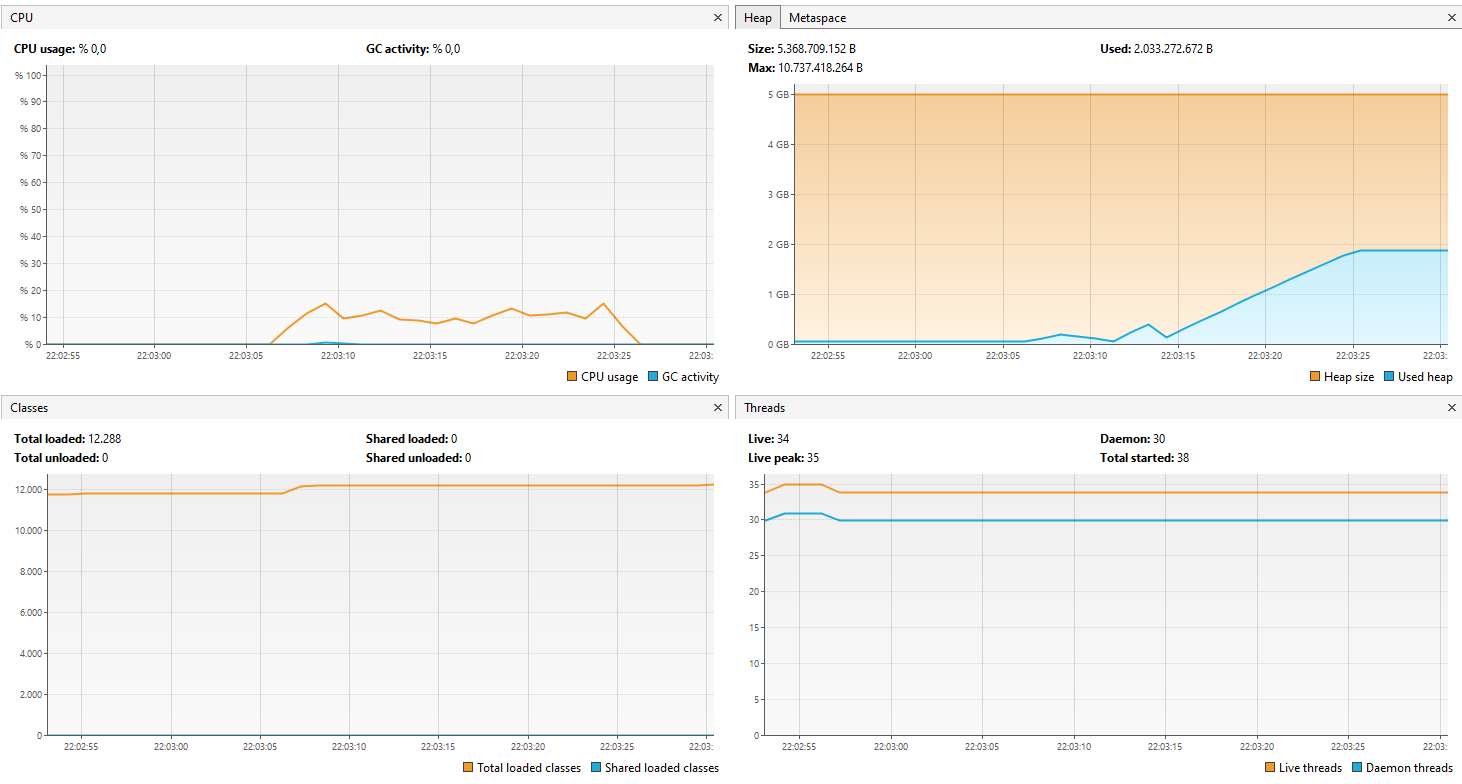 CPU
CPU usage: % 0,0 GC activity: % 0,0
% 100
% 90
% 80
% 70
% 60
% 50
% 40
% 30
% 20
% 10
% 0
22:02:55 22:03:00 22:03:05 22:03:10 22:03:15 22:03:20 22:03:25 22:03:
CPU usage GC activity
Heap Metaspace
Size: 5.368.709.152 B Used: 2.033.272.672 B
Max: 10.737.418.264 B
5 GB
4 GB
3 GB
2 GB
1 GB
0 GB
22:02:55 22:03:00 22:03:05 22:03:10 22:03:15 22:03:20 22:03:25 22:03:
Heap size Used heap
Classes
Total loaded: 12.288 Shared loaded: 0
Total unloaded: 0 Shared unloaded: 0
12.000
10.000
8.000
6.000
4.000
2.000
0
22:02:55 22:03:00 22:03:05 22:03:10 22:03:15 22:03:20 22:03:25 22:03:
Total loaded classes Shared loaded classes
Threads
Live: 34 Daemon: 30
Live peak: 35 Total started: 38
35
30
25
20
15
10
5
0
22:02:55 22:03:00 22:03:05 22:03:10 22:03:15 22:03:20 22:03:25 22:03:
Live threads Daemon threads